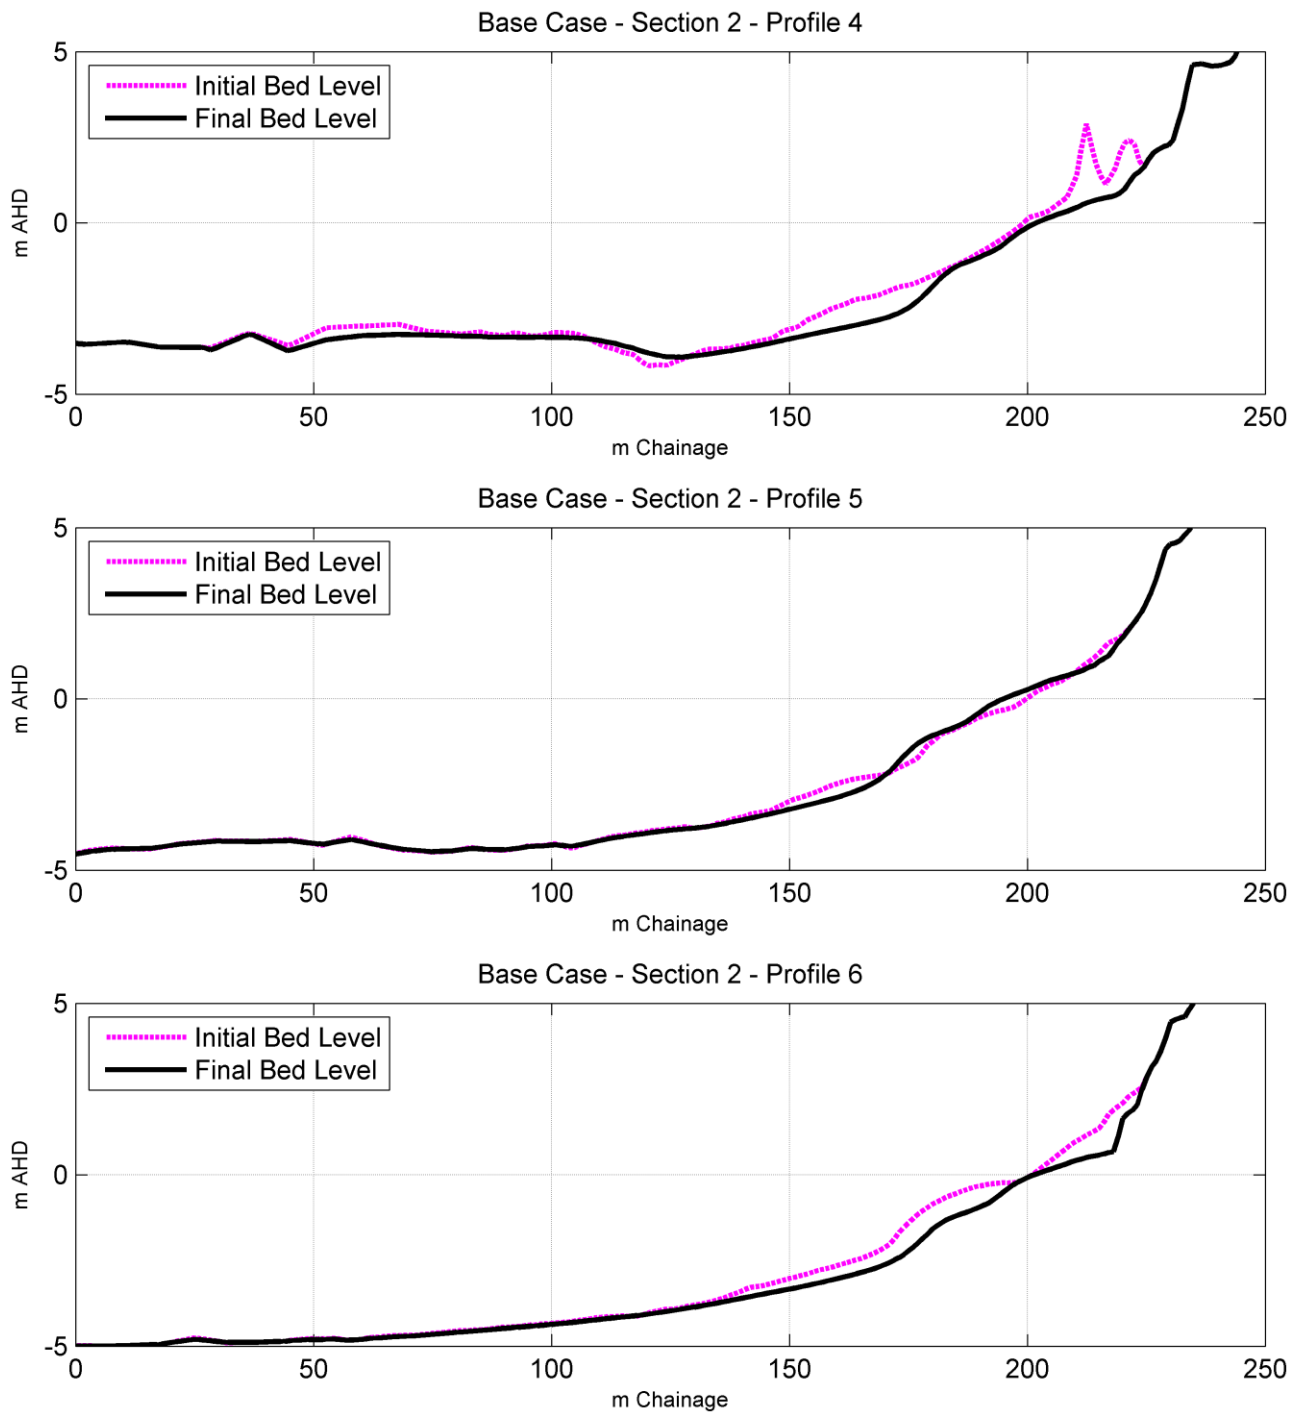 Base Case - Section 2 - Profile 4
5
Initial Bed Level
Final Bed Level
m AHD
0
-5
0 50 100 150 200 250
m Chainage
Base Case - Section 2 - Profile 5
5
Initial Bed Level
Final Bed Level
m AHD
0
-5
0 50 100 150 200 250
m Chainage
Base Case - Section 2 - Profile 6
5
Initial Bed Level
Final Bed Level
m AHD
0
-5
0 50 100 150 200 250
m Chainage